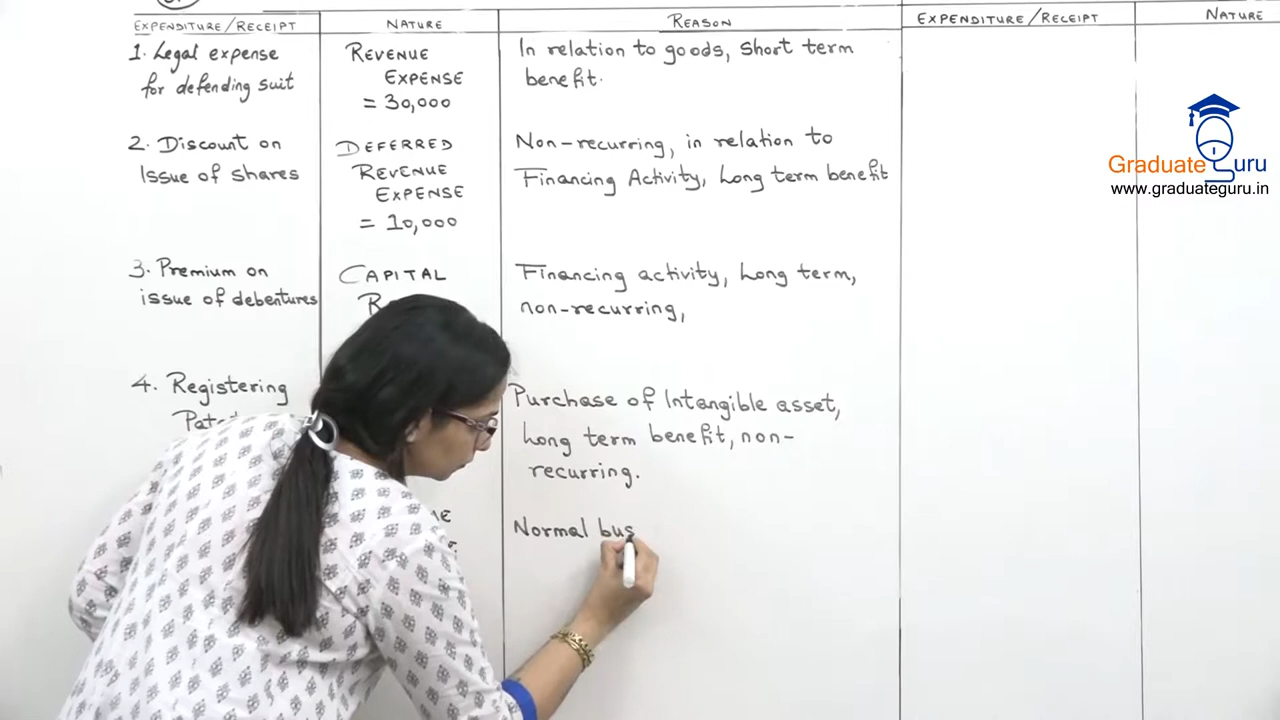 EXPENDITURE/RECEIPT NATURE REASON EXPENDITURE/RECEIPT NATURE
1. Legal expense
for defending suit
REVENUE
EXPENSE
= 30,000
In relation to goods, short term
benefit.
2. Discount on
Issue of shares
DEFERRED
REVENUE
EXPENSE
= 10,000
Non-recurring, in relation to
Financing Activity, Long term benefit
3. Premium on
issue of debentures
CAPITAL
Financing activity, Long term,
non-recurring,
4. Registering
Purchase of Intangible asset,
Long term benefit, non-
recurring.
Normal bus
Graduate Guru
www.graduateguru.in